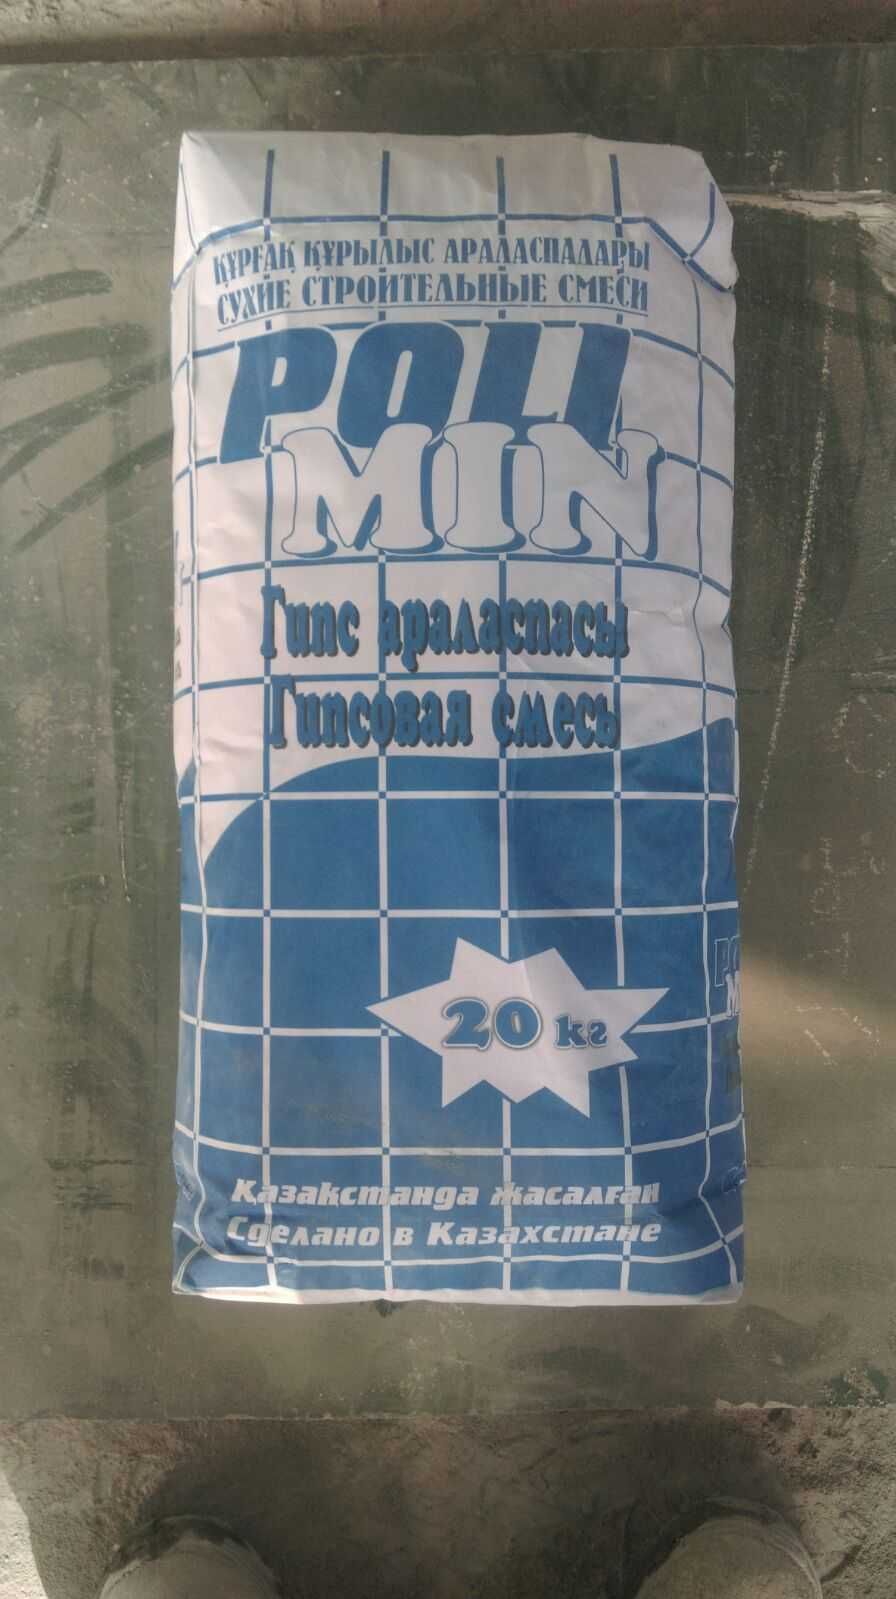 ҚҰРҒАҚ ҚҰРЫЛЫС АРАЛАСПАЛАРЫ
СУХИЕ СТРОИТЕЛЬНЫЕ СМЕСИ
POLI
MIN
Гипс араласпасы
Гипсовая смесь
20 кг
Қазақстанда жасалған
Сделано в Казахстане